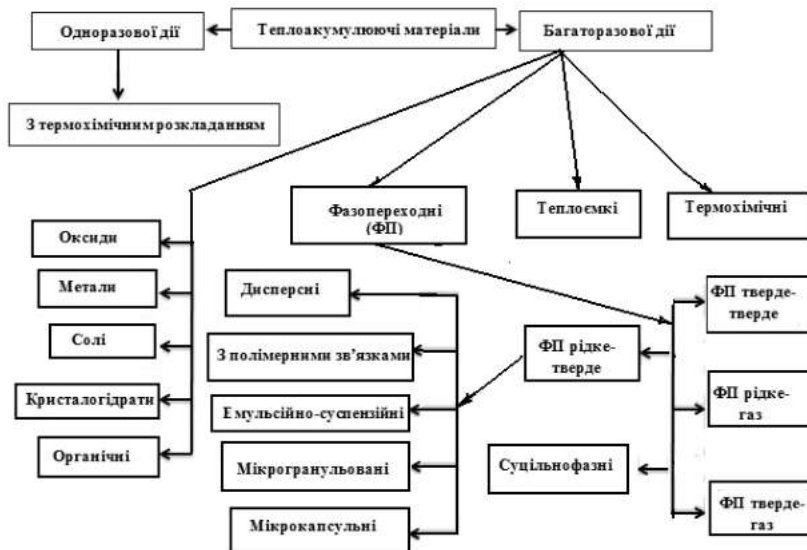 Одноразової дії
Теплоакумулюючі матеріали
Багаторазової дії
З термохімічним розкладанням
Фазопереходні
(ФП)
Теплоємкі
Термохімічні
Оксиди
Метали
Солі
Кристалогідрати
Органічні
Дисперсні
З полімерними зв'язками
Емульсійно-суспензійні
Мікрогранульовані
Мікрокапсульні
ФП рідке-
тверде
Суцільнофазні
ФП тверде-
тверде
ФП рідке-
газ
ФП тверде-
газ